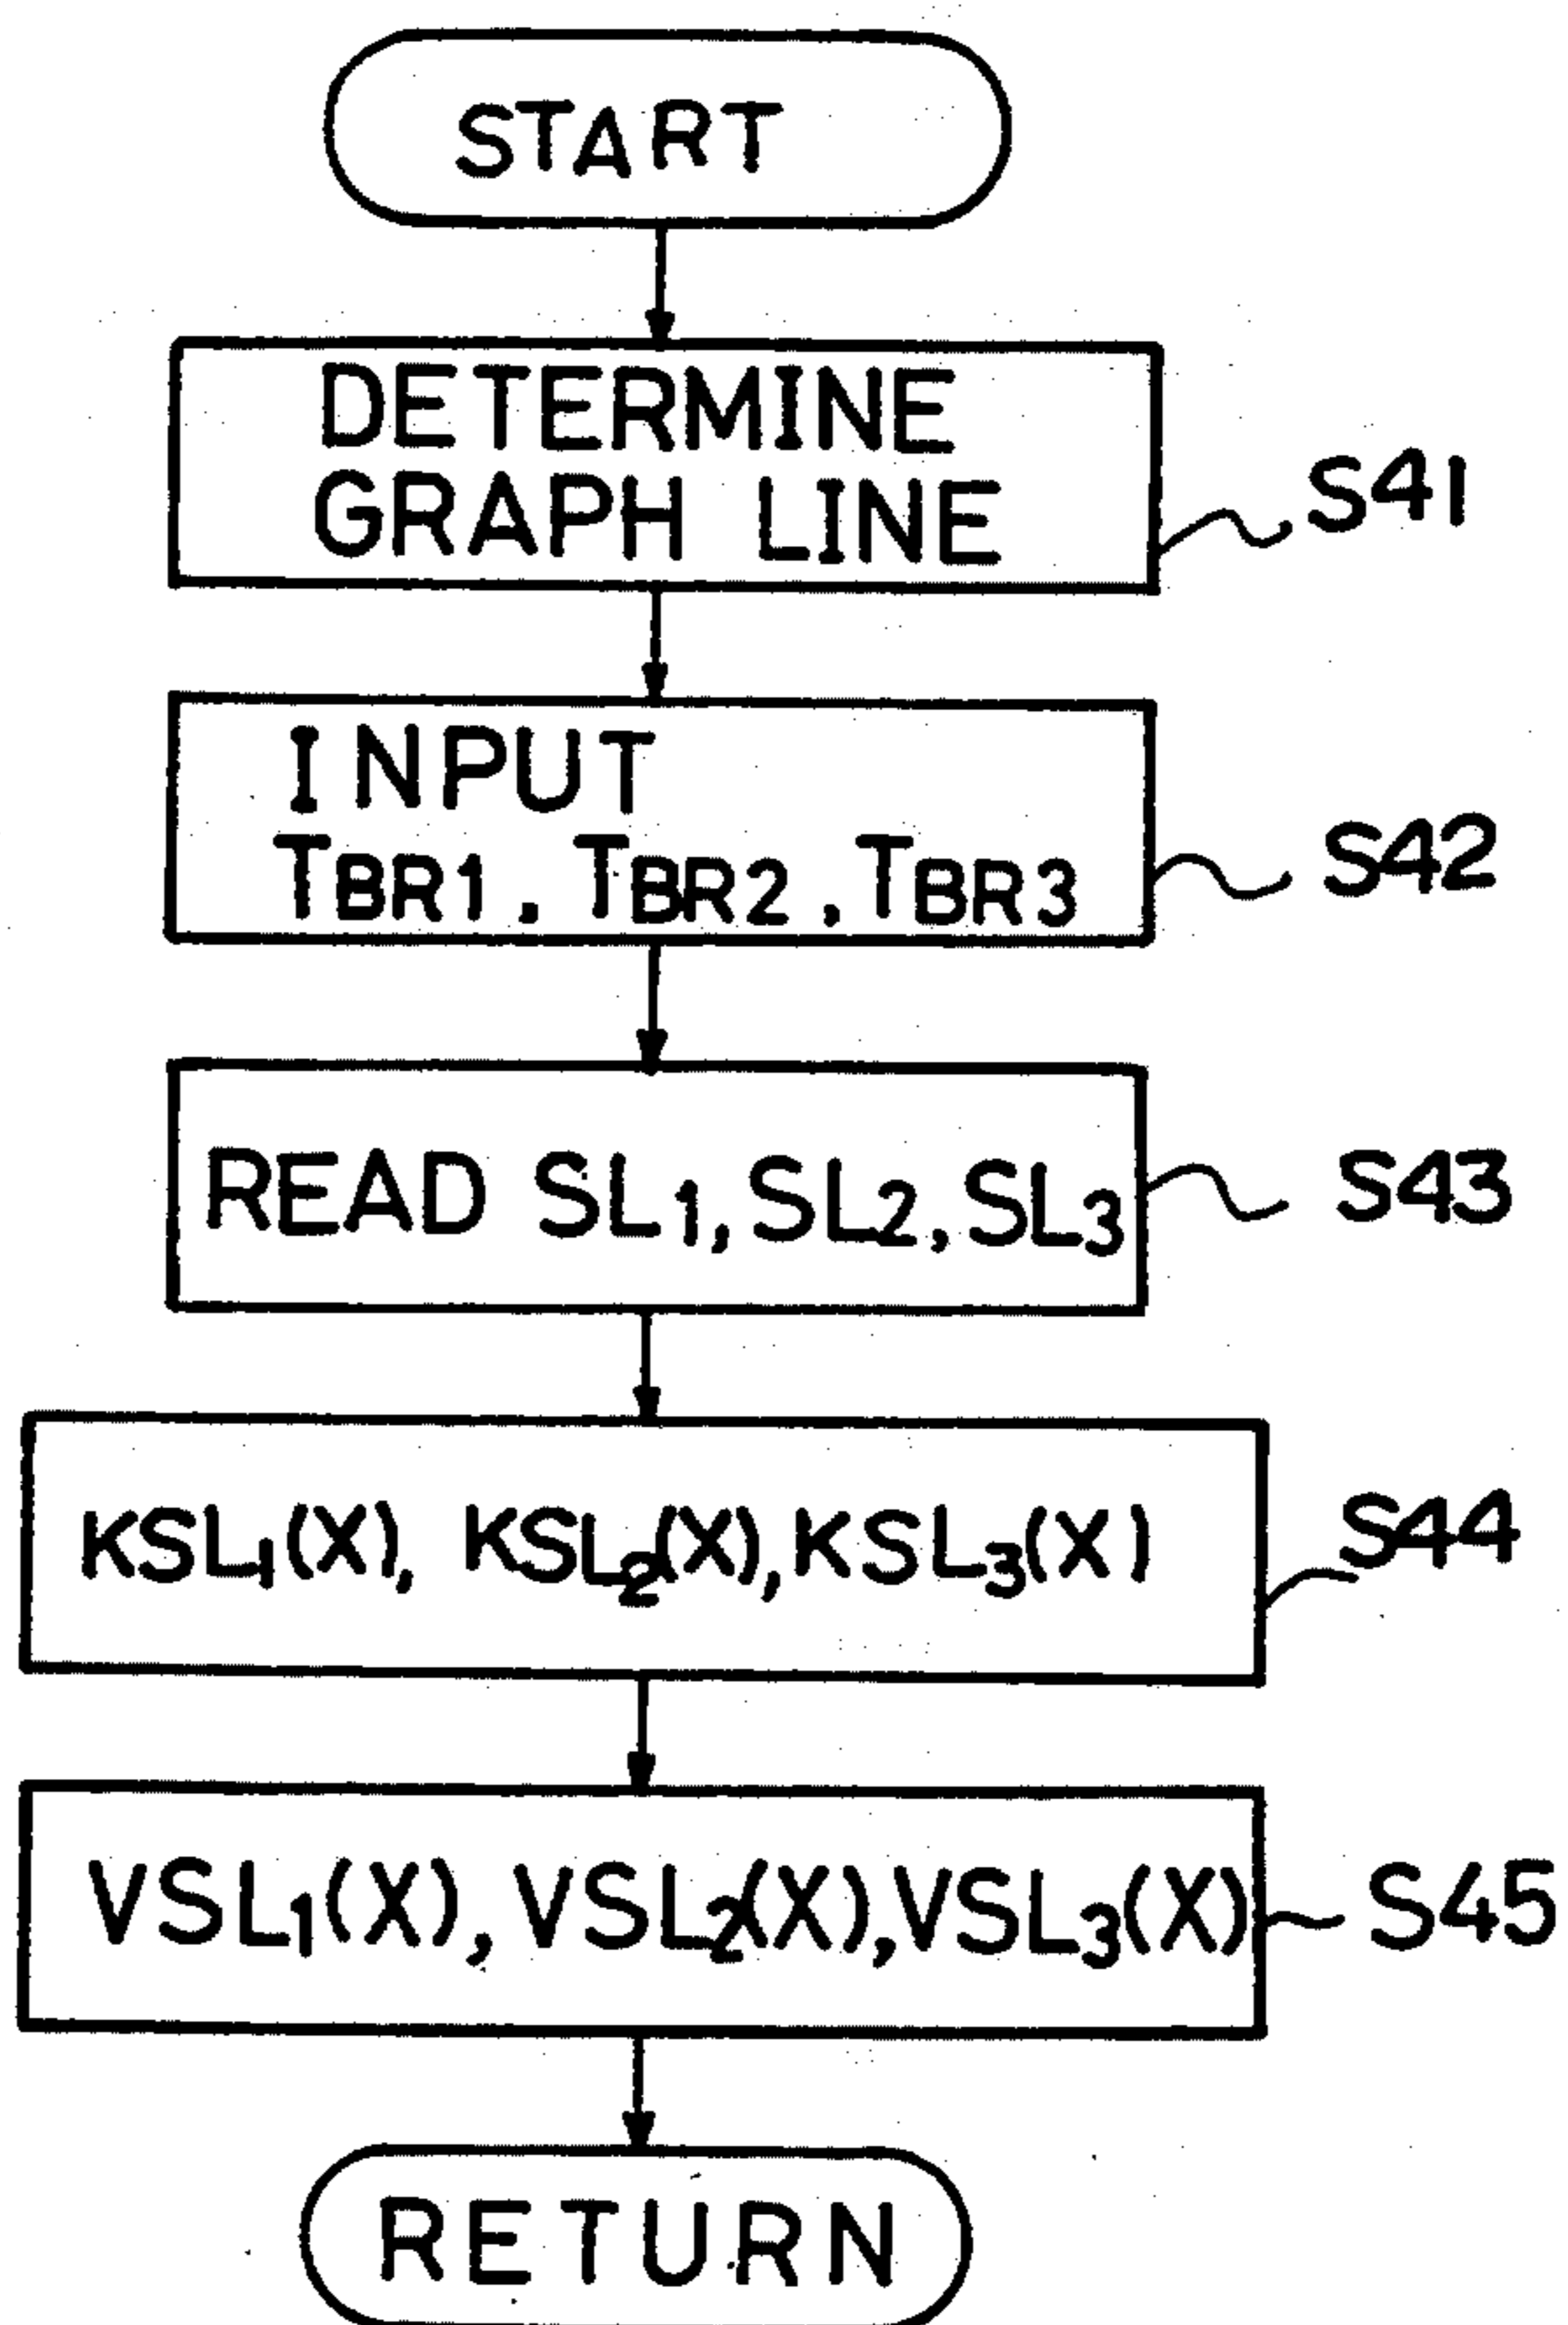 START
DETERMINE
GRAPH LINE
S41
INPUT
TBR1, TBR2, TBR3
S42
READ SL1, SL2, SL3
S43
KSL1(X), KSL2(X), KSL3(X)
S44
VSL1(X), VSL2(X), VSL3(X)
S45
RETURN